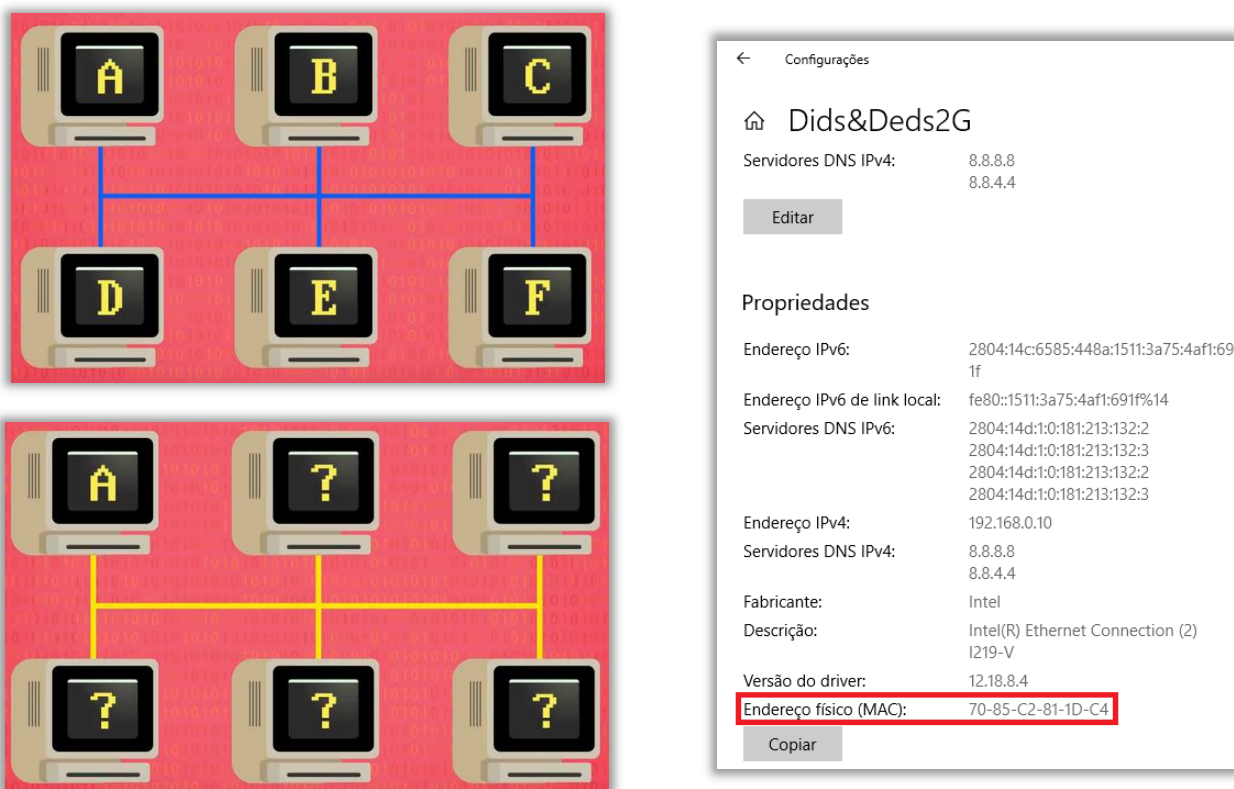 A B C
D E F
A ? ?
? ? ?
Configurações
Dids&Deds2G
Servidores DNS IPv4: 8.8.8.8
8.8.4.4
Editar
Propriedades
Endereço IPv6: 2804:14c:6585:448a:1511:3a75:4af1:69
1f
Endereço IPv6 de link local: fe80::1511:3a75:4af1:691f%14
Servidores DNS IPv6: 2804:14d:1:0:181:213:132:2
2804:14d:1:0:181:213:132:3
2804:14d:1:0:181:213:132:2
2804:14d:1:0:181:213:132:3
Endereço IPv4: 192.168.0.10
Servidores DNS IPv4: 8.8.8.8
8.8.4.4
Fabricante: Intel
Descrição: Intel(R) Ethernet Connection (2)
I219-V
Versão do driver: 12.18.8.4
Endereço físico (MAC): 70-85-C2-81-1D-C4
Copiar